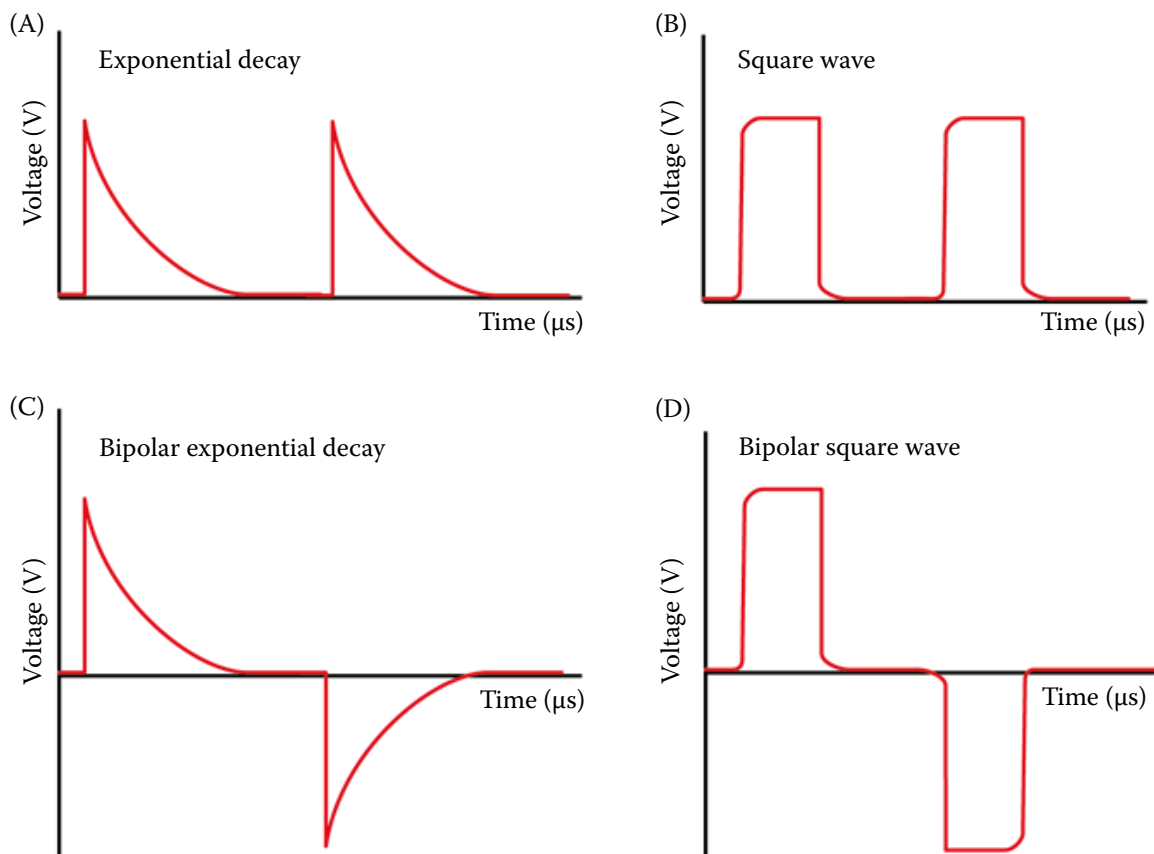 (A)
Exponential decay
Voltage (V)
Time (µs)
(B)
Square wave
Voltage (V)
Time (µs)
(C)
Bipolar exponential decay
Voltage (V)
Time (µs)
(D)
Bipolar square wave
Voltage (V)
Time (µs)